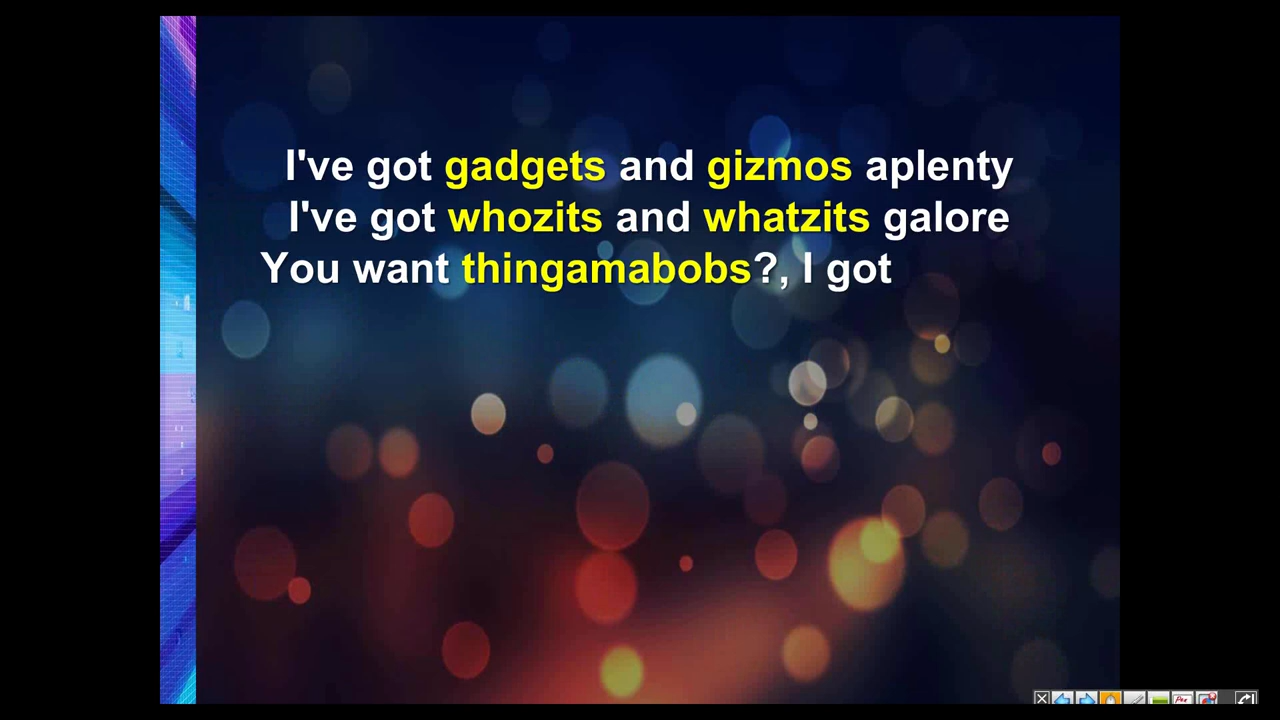 I've got gadgets and gizmos aplenty
I've got whozits and whatzits galore
You want thingamabobs?, I got